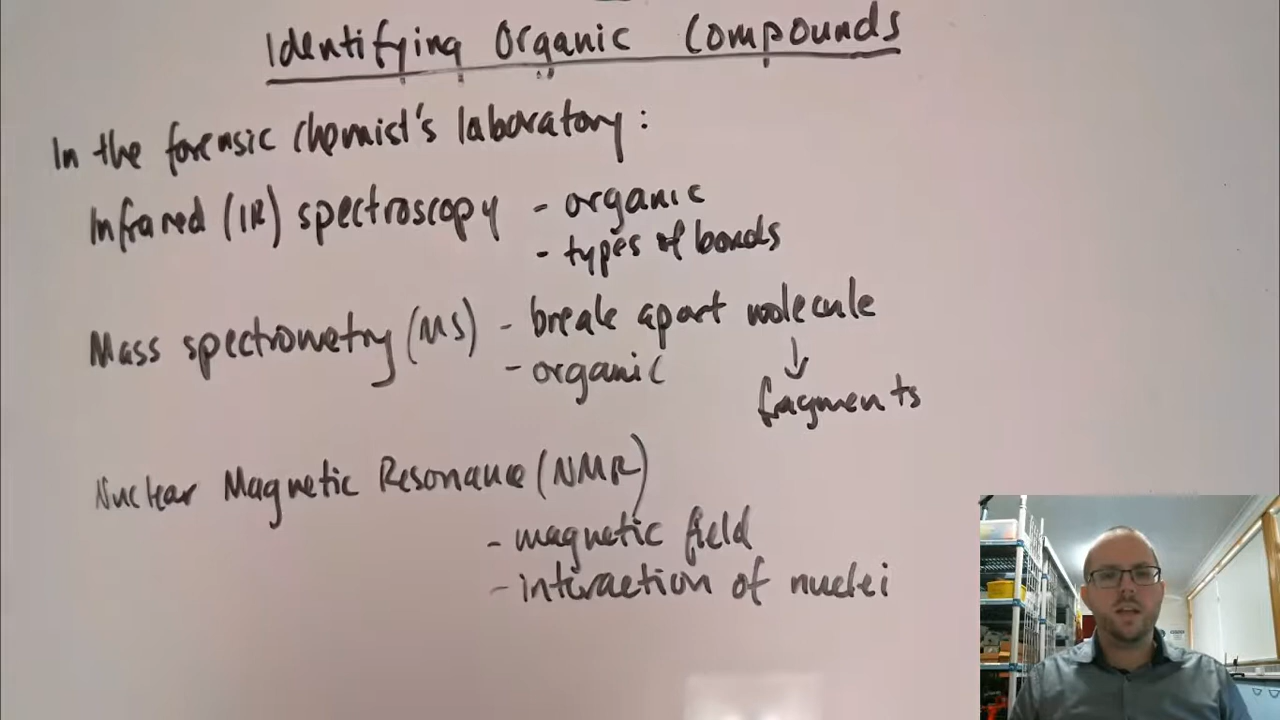 Identifying Organic Compounds
In the forensic chemist's laboratory:
Infrared (IR) spectroscopy - organic
- types of bonds
Mass spectrometry (MS) - break apart molecule
- organic ↓
fragments
Nuclear Magnetic Resonance (NMR)
- magnetic field
- interaction of nuclei